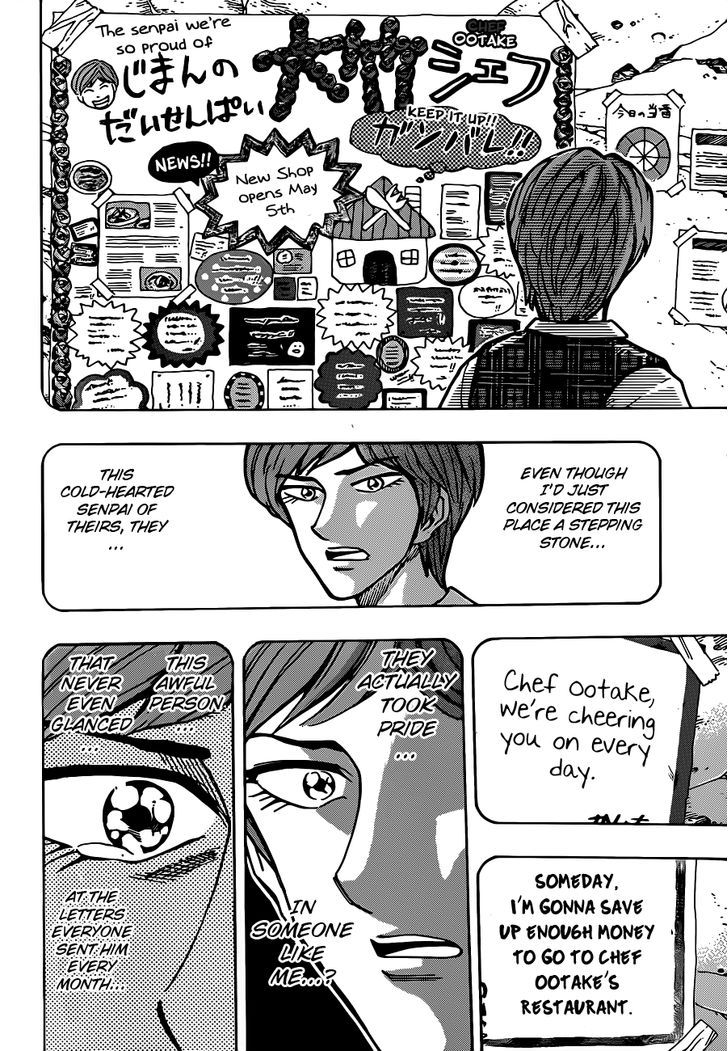 The senpai we're
so proud of
じまんの
だいせんぱい
大竹シェフ
CHEF
OOTAKE
KEEP IT UP!!
ガンバレ!!
NEWS!!
New Shop
opens May
5th
今日の当番
EVEN THOUGH
I'D JUST
CONSIDERED THIS
PLACE A STEPPING
STONE...
THIS
COLD-HEARTED
SENPAI OF
THEIRS, THEY
...
Chef Ootake,
we're cheering
you on every
day.
SOMEDAY,
I'M GONNA SAVE
UP ENOUGH MONEY
TO GO TO CHEF
OOTAKE'S
RESTAURANT.
THEY
ACTUALLY
TOOK
PRIDE
...
IN
SOMEONE
LIKE
ME...?
THIS
AWFUL
PERSON
...
THAT
NEVER
EVEN
GLANCED
...
AT THE
LETTERS
EVERYONE
SENT HIM
EVERY
MONTH...